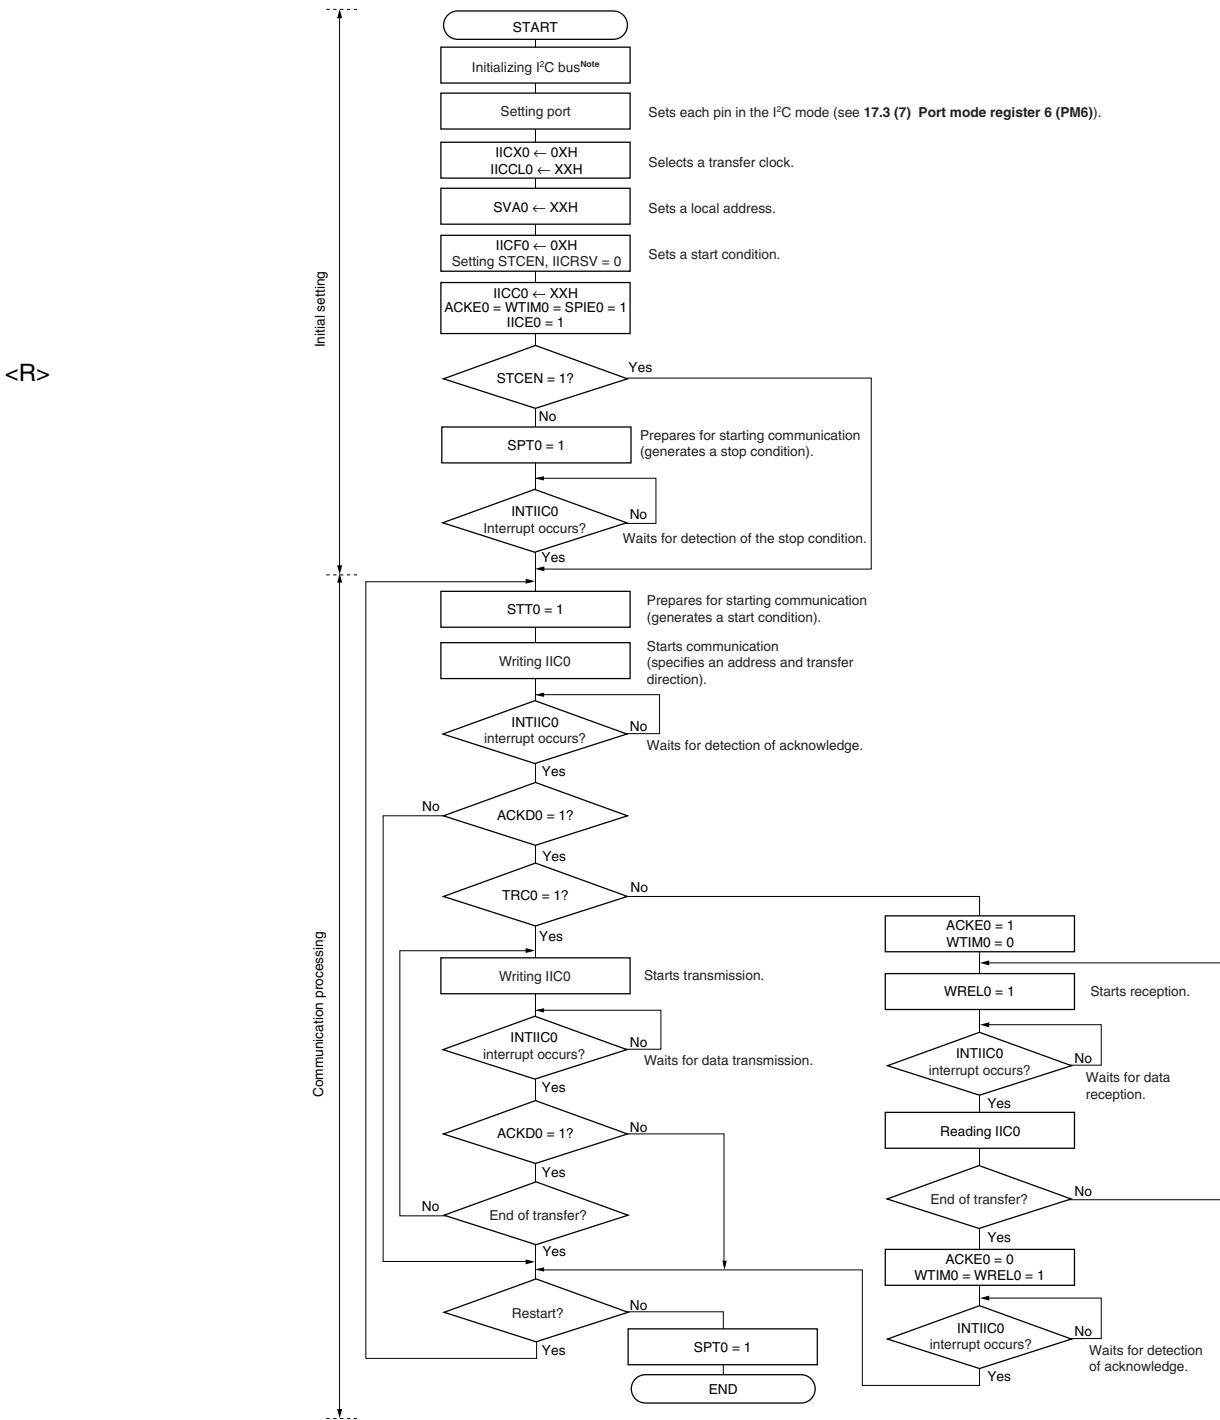 START
Initializing I²C busNote
Setting port
Sets each pin in the I²C mode (see 17.3 (7) Port mode register 6 (PM6)).
IICX0 ← 0XH
IICCL0 ← XXH
Selects a transfer clock.
SVA0 ← XXH
Sets a local address.
IICF0 ← 0XH
Setting STCEN, IICRSV = 0
Sets a start condition.
IICC0 ← XXH
ACKE0 = WTIM0 = SPIE0 = 1
IICE0 = 1
Initial setting
<R>
STCEN = 1?
Yes
No
SPT0 = 1
Prepares for starting communication
(generates a stop condition).
INTIIC0
Interrupt occurs?
No
Waits for detection of the stop condition.
Yes
STT0 = 1
Prepares for starting communication
(generates a start condition).
Writing IIC0
Starts communication
(specifies an address and transfer
direction).
INTIIC0
interrupt occurs?
No
Waits for detection of acknowledge.
Yes
No
ACKD0 = 1?
Yes
TRC0 = 1?
No
Yes
Communication processing
Writing IIC0
Starts transmission.
INTIIC0
interrupt occurs?
No
Waits for data transmission.
Yes
ACKD0 = 1?
No
Yes
No
End of transfer?
Yes
Restart?
No
Yes
SPT0 = 1
END
ACKE0 = 1
WTIM0 = 0
WREL0 = 1
Starts reception.
INTIIC0
interrupt occurs?
No
Waits for data
reception.
Yes
Reading IIC0
End of transfer?
No
Yes
ACKE0 = 0
WTIM0 = WREL0 = 1
INTIIC0
interrupt occurs?
No
Waits for detection
of acknowledge.
Yes